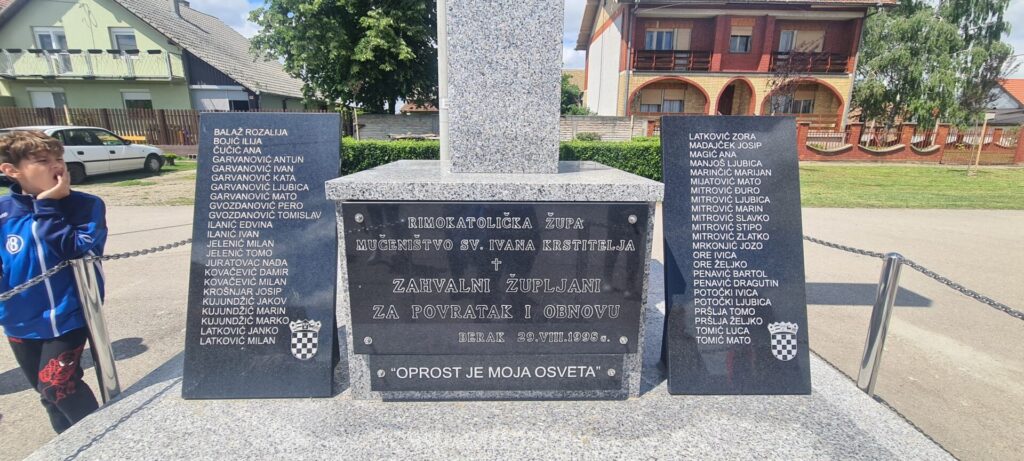 BALAŽ ROZALIJA
BOJIĆ ILIJA
ČUČIĆ ANA
GARVANOVIĆ ANTUN
GARVANOVIĆ IVAN
GARVANOVIĆ KATA
GARVANOVIĆ LJUBICA
GARVANOVIĆ MATO
GVOZDANOVIĆ PERO
GVOZDANOVIĆ TOMISLAV
ILANIĆ EDVINA
ILANIĆ IVAN
JELENIĆ MILAN
JELENIĆ TOMO
JURATOVAC NADA
KOVAČEVIĆ DAMIR
KOVAČEVIĆ MILAN
KROŠNJAR JOSIP
KUJUNDŽIĆ JAKOV
KUJUNDŽIĆ MARIN
KUJUNDŽIĆ MARKO
LATKOVIĆ JANKO
LATKOVIĆ MILAN
RIMOKATOLIČKA ŽUPA
MUČENIŠTVO SV. IVANA KRSTITELJA
ZAHVALNI ŽUPLJANI
ZA POVRATAK I OBNOVU
BERAK 29.VIII.1998 G.
"OPROST JE MOJA OSVETA"
LATKOVIĆ ZORA
MADAJČEK JOSIP
MAGIĆ ANA
MANJOŠ LJUBICA
MARINČIĆ MARIJAN
MIJATOVIĆ MATO
MITROVIĆ ĐURO
MITROVIĆ LJUBICA
MITROVIĆ MARIN
MITROVIĆ SLAVKO
MITROVIĆ STIPO
MITROVIĆ ZLATKO
MRKONJIĆ JOZO
ORE IVICA
ORE ŽELJKO
PENAVIĆ BARTOL
PENAVIĆ DRAGUTIN
POTOČKI IVICA
POTOČKI LJUBICA
PRŠLJA TOMO
PRŠLJA ŽELJKO
TOMIĆ LUCA
TOMIĆ MATO